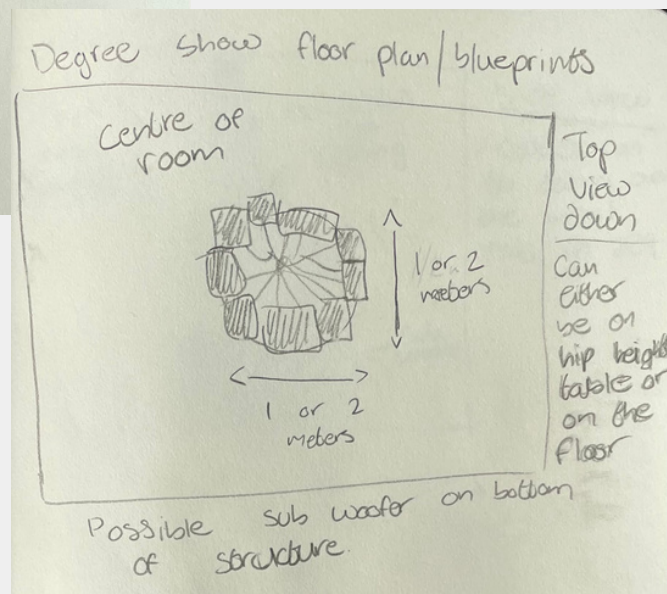 Degree show floor plan/blueprints
Centre of
room
1 or 2
meters
1 or 2
meters
Top
view
down
Can
either
be on
hip height
table or
on the
floor
Possible sub woofer on bottom
of structure.